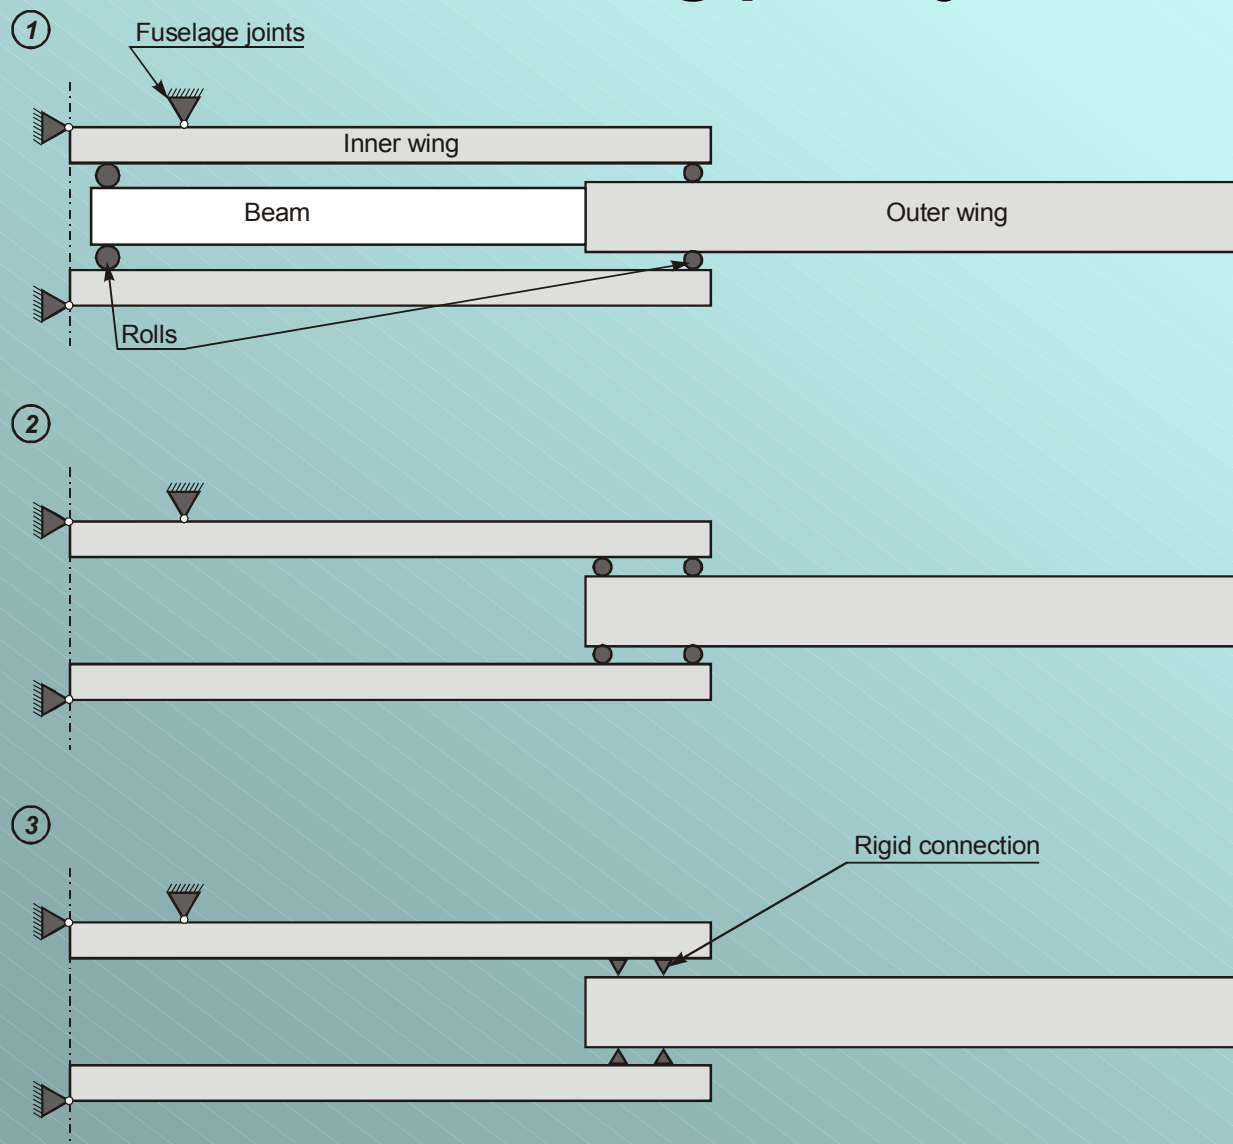 1
Fuselage joints
Inner wing
Beam
Outer wing
Rolls
2
3
Rigid connection